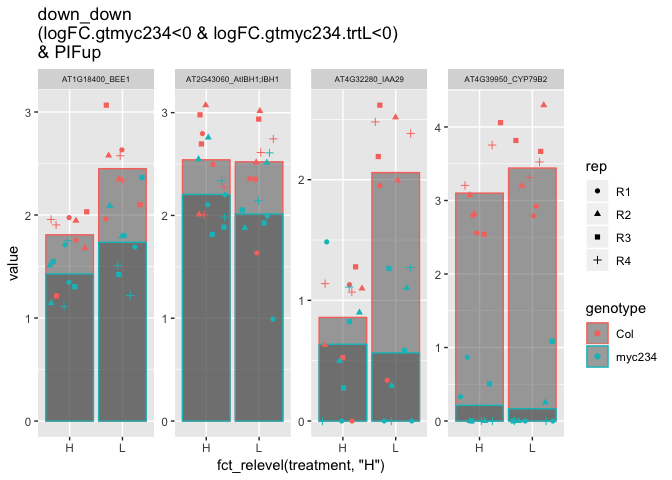 down_down
(logFC.gtmyc234<0 & logFC.gtmyc234.trtL<0)
& PIFup
AT1G18400_BEE1
AT2G43060_AtIBH1;IBH1
AT4G32280_IAA29
AT4G39950_CYP79B2
value
3
2
1
0
3
2
1
0
2
1
0
4
3
2
1
0
H L
H L
H L
H L
fct_relevel(treatment, "H")
rep
R1
R2
R3
R4
genotype
Col
myc234